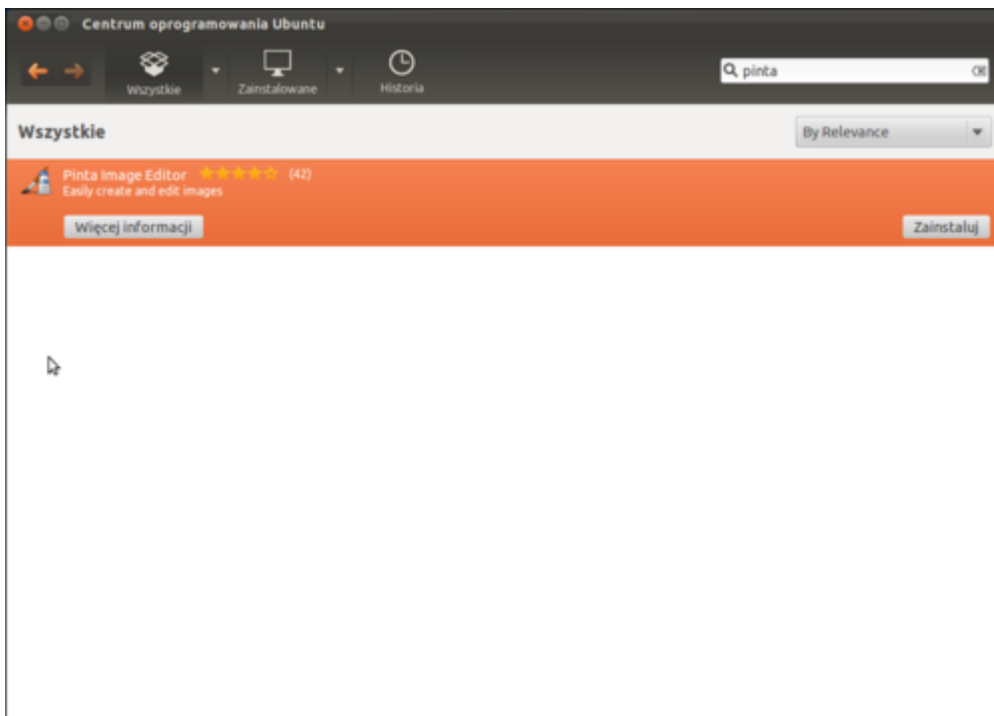 Centrum oprogramowania Ubuntu
Wszystkie
Zainstalowane
Historia
pinta
Wszystkie
By Relevance
Pinta Image Editor (42)
Easily create and edit images
Więcej informacji
Zainstaluj